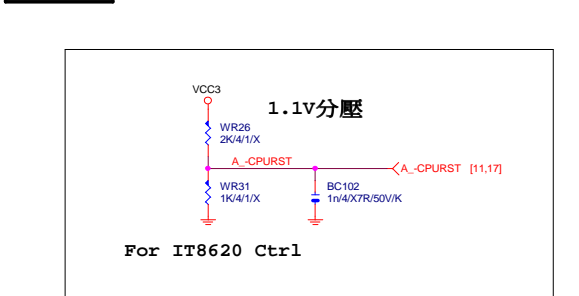 VCC3
1.1V分壓
WR26
2K/4/1/X
A_-CPURST
A_-CPURST [11,17]
WR31
1K/4/1/X
BC102
1n/4/X7R/50V/K
For IT8620 Ctrl